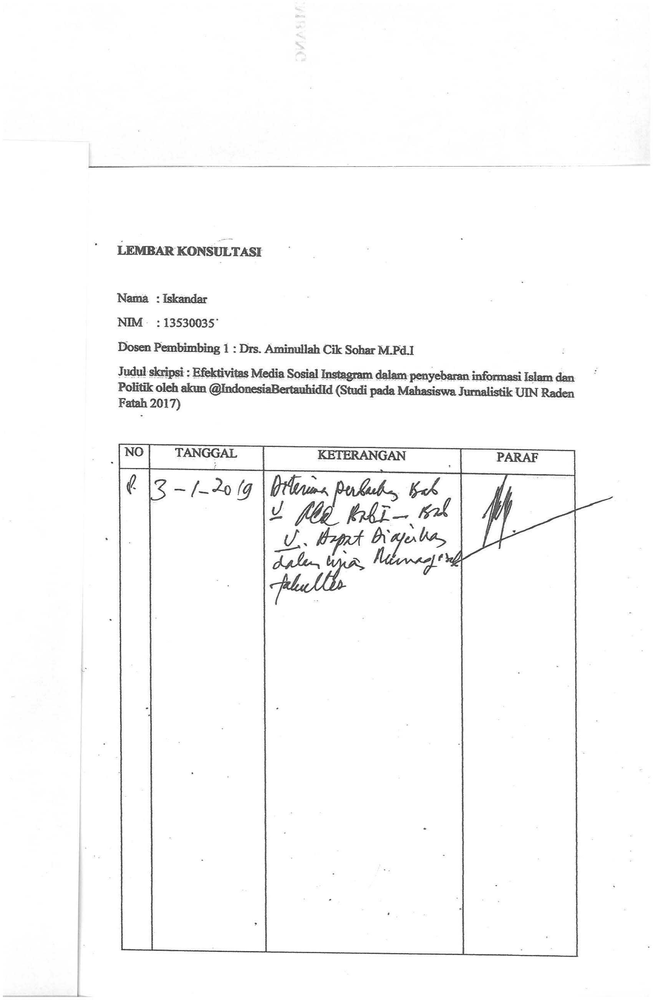 LEMBAR KONSULTASI
Nama : Iskandar
NIM : 13530035
Dosen Pembimbing 1 : Drs. Aminullah Cik Sohar M.Pd.I
Judul skripsi : Efektivitas Media Sosial Instagram dalam penyebaran informasi Islam dan
Politik oleh akun @IndonesiaBertauhidId (Studi pada Mahasiswa Jurnalistik UIN Raden
Fatah 2017)
NO TANGGAL KETERANGAN PARAF
3-1-2019 Diterima perbaikan Bab
V Bab I - Bab
V. Dapat Diajukan
dalam ujian Munaqosah
fakultas